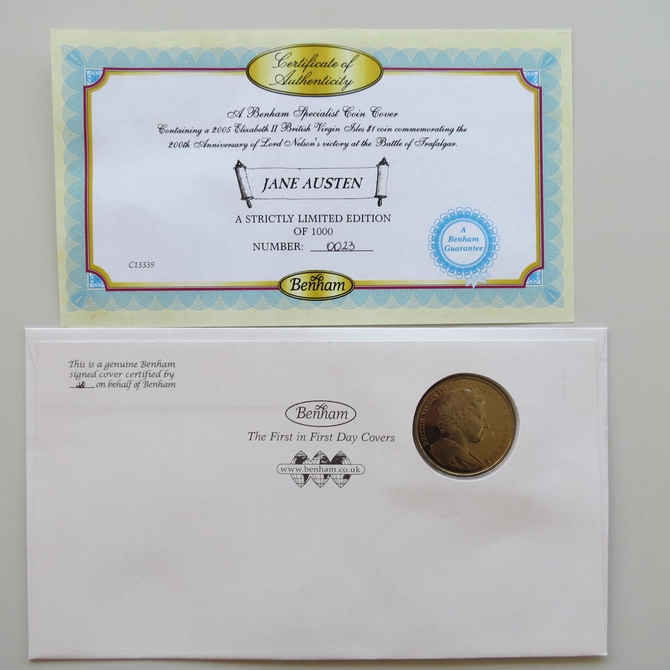 Certificate of
Authenticity
A Benham Specialist Coin Cover
Containing a 2005 Elizabeth II British Virgin Isles $1 coin commemorating the
200th Anniversary of Lord Nelson's victory at the Battle of Trafalgar.
JANE AUSTEN
A STRICTLY LIMITED EDITION
OF 1000
NUMBER: 0023
A
Benham
Guarantee
C13339
Benham
This is a genuine Benham
signed cover certified by
on behalf of Benham
Benham
The First in First Day Covers
www.benham.co.uk
BRITISH VIRGIN